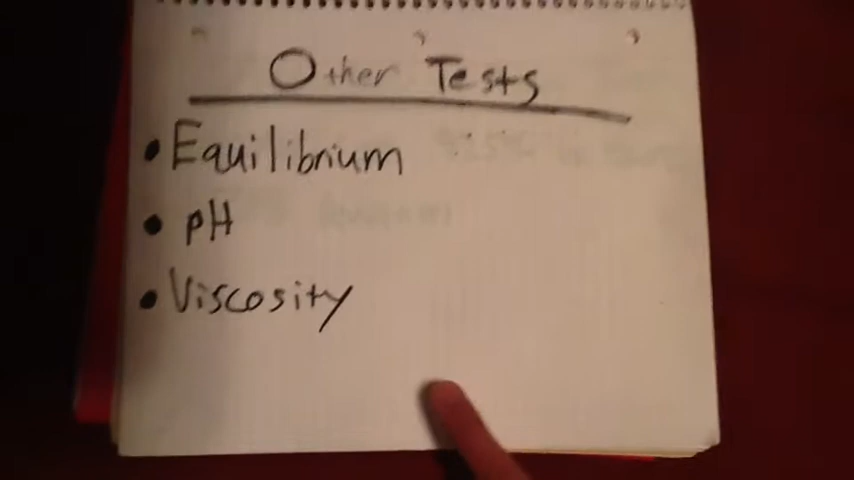 Other Tests
• Equilibrium
• pH
• Viscosity